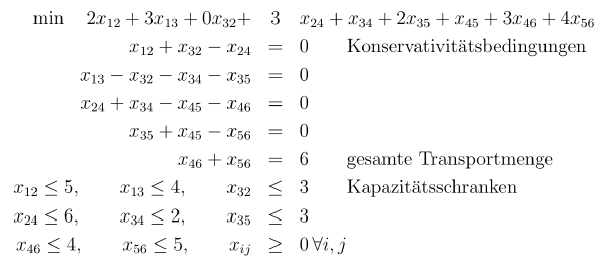 min 2x₁₂ + 3x₁₃ + 0x₃₂+ 3 x₂₄ + x₃₄ + 2x₃₅ + x₄₅ + 3x₄₆ + 4x₅₆
x₁₂ + x₃₂ − x₂₄ = 0 Konservativitätsbedingungen
x₁₃ − x₃₂ − x₃₄ − x₃₅ = 0
x₂₄ + x₃₄ − x₄₅ − x₄₆ = 0
x₃₅ + x₄₅ − x₅₆ = 0
x₄₆ + x₅₆ = 6 gesamte Transportmenge
x₁₂ ≤ 5, x₁₃ ≤ 4, x₃₂ ≤ 3 Kapazitätsschranken
x₂₄ ≤ 6, x₃₄ ≤ 2, x₃₅ ≤ 3
x₄₆ ≤ 4, x₅₆ ≤ 5, xᵢⱼ ≥ 0 ∀i, j